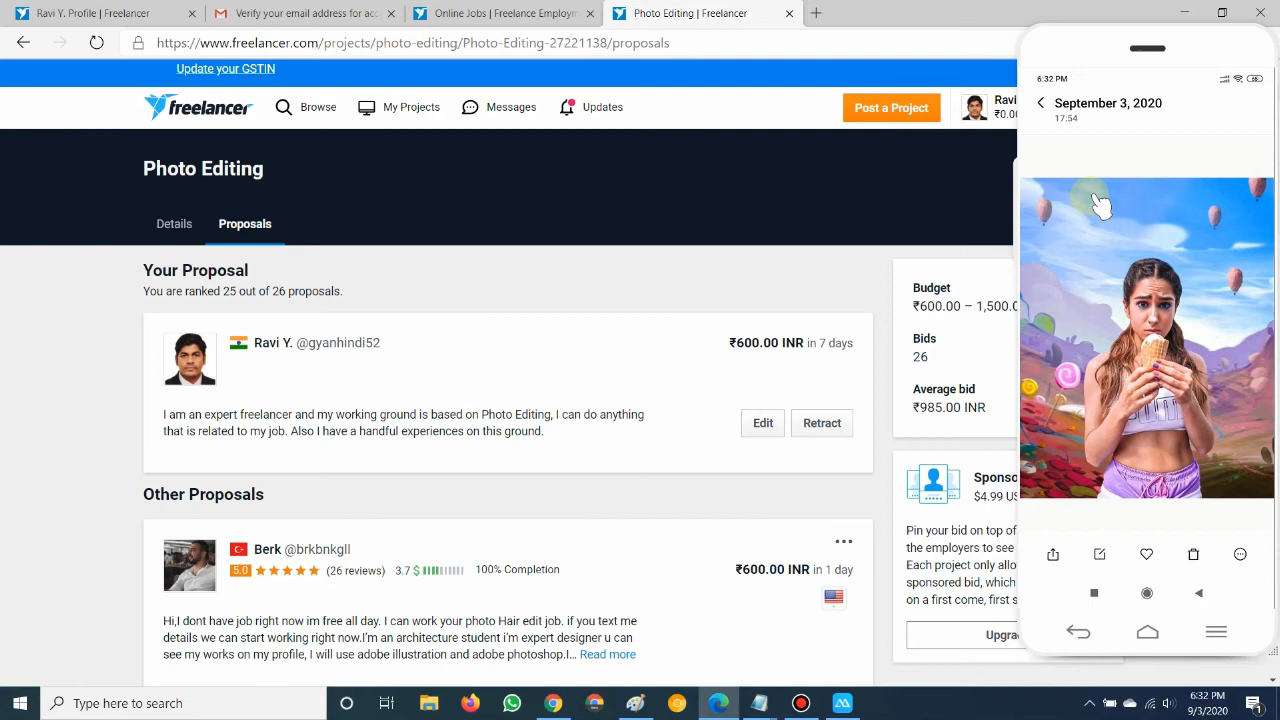 Ravi Y. Profile | Freelancer
Verify your email address for acc
Online Jobs | Freelance Employm
Photo Editing | Freelancer
https://www.freelancer.com/projects/photo-editing/Photo-Editing-27221138/proposals
Update your GSTIN
freelancer
Browse
My Projects
Messages
Updates
Post a Project
Ravi
₹0.0
Photo Editing
Details
Proposals
Your Proposal
You are ranked 25 out of 26 proposals.
Ravi Y. @gyanhindi52
₹600.00 INR in 7 days
I am an expert freelancer and my working ground is based on Photo Editing, I can do anything
that is related to my job. Also I have a handful experiences on this ground.
Edit
Retract
Other Proposals
Berk @brkbnkgll
5.0 (26 reviews) 3.7 $ 100% Completion
₹600.00 INR in 1 day
Hi,I dont have job right now im free all day. I can work your photo Hair edit job. if you text me
details we can start working right now.I'm an architecture student i'm expert designer u can
see my works on my profile, I will use adobe illustration and adobe photoshop.I... Read more
Budget
₹600.00 – 1,500.0
Bids
26
Average bid
₹985.00 INR
Sponso
$4.99 US
Pin your bid on top of
the employers to see
Each project only allo
sponsored bid, which
on a first come, first s
Upgra
6:32 PM
September 3, 2020
17:54
Type here to search
6:32 PM
9/3/2020